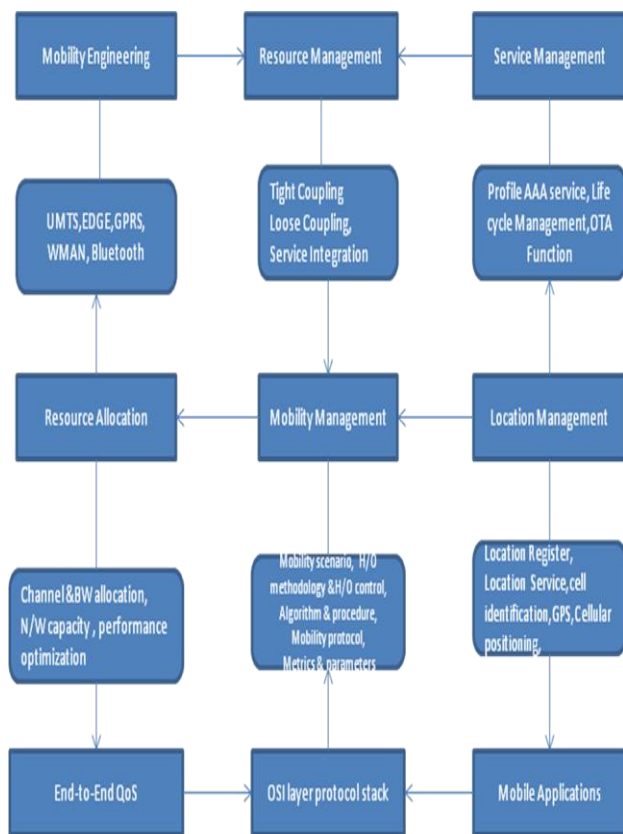 Mobility Engineering
Resource Management
Service Management
UMTS,EDGE,GPRS,
WMAN, Bluetooth
Tight Coupling
Loose Coupling,
Service Integration
Profile AAA service, Life
cycle Management,OTA
Function
Resource Allocation
Mobility Management
Location Management
Channel &BW allocation,
N/W capacity , performance
optimization
Mobility scenario, H/O
methodology &H/O control,
Algorithm & procedure,
Mobility protocol,
Metrics & parameters
Location Register,
Location Service,cell
identification,GPS,Cellular
positioning,
End-to-End QoS
OSI layer protocol stack
Mobile Applications